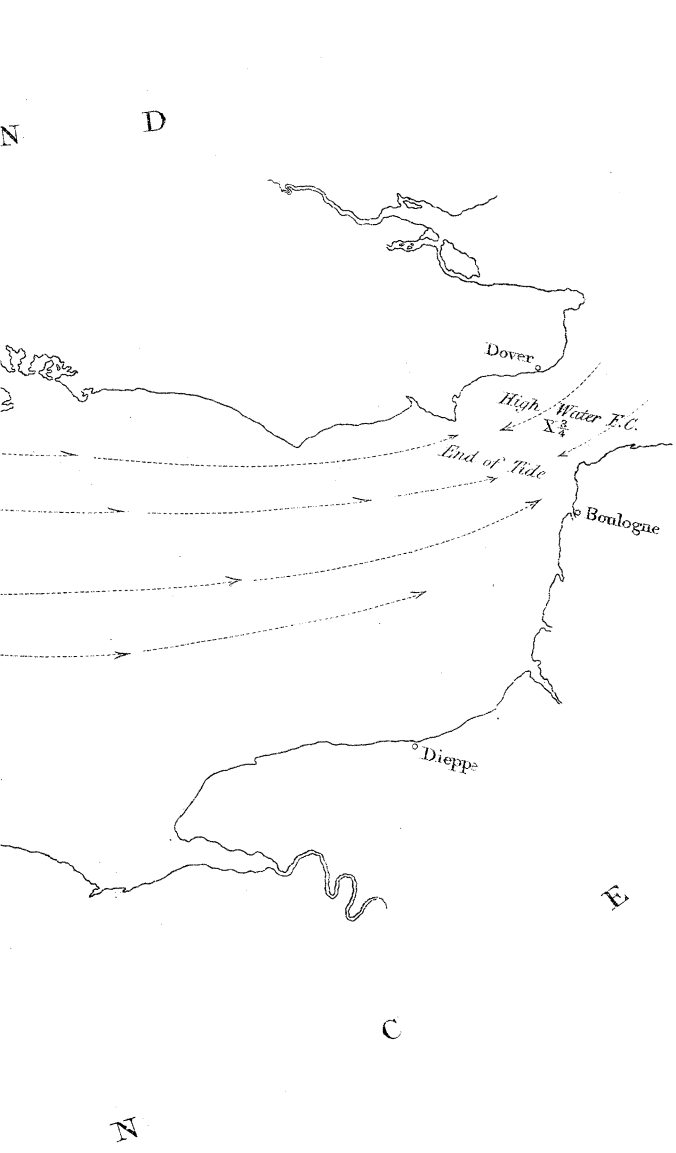 N D
Dover
High Water F.C.
X¾
End of Tide
Boulogne
Dieppe
E
C
N